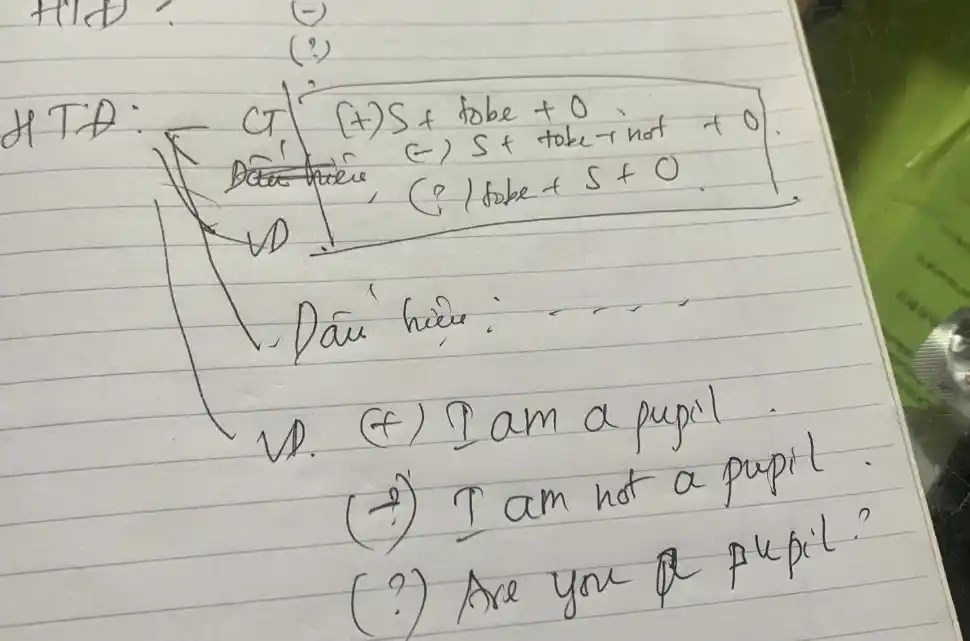 HTĐ:
(-)
(?)
HTĐ: - CT (+) S + tobe + O
(-) S + tobe + not + O.
Dấu hiệu, (?) tobe + S + O.
VD
- Dấu hiệu: - - - -
VD. (+) I am a pupil.
(?) I am not a pupil.
(?) Are you a pupil?